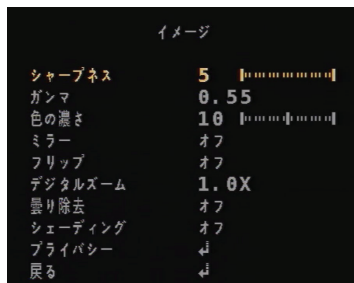 イメージ
シャープネス 5
ガンマ 0.55
色の濃さ 10
ミラー オフ
フリップ オフ
デジタルズーム 1.0X
曇り除去 オフ
シェーディング オフ
プライバシー ↲
戻る ↲